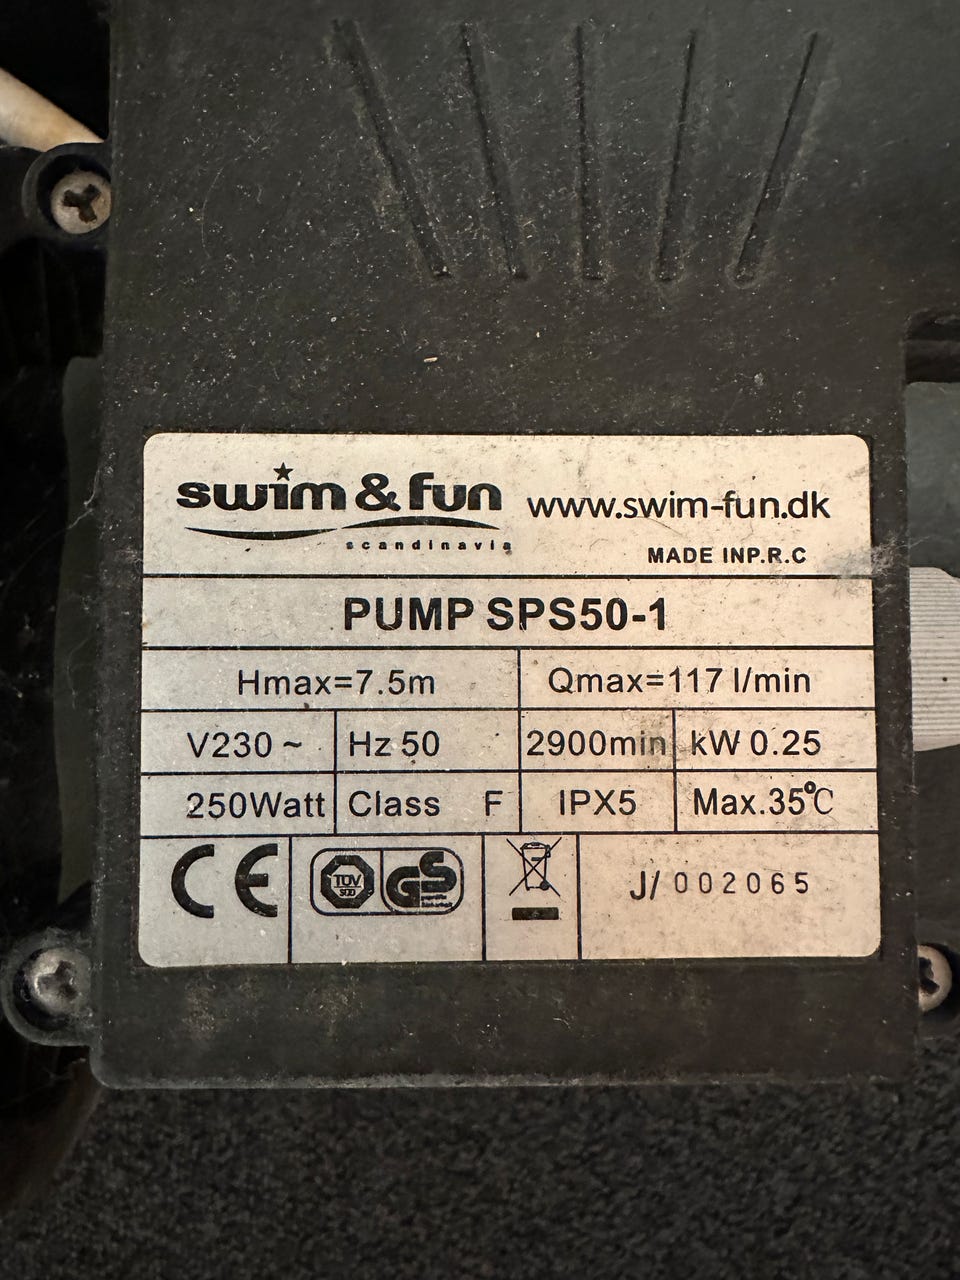 swim & fun www.swim-fun.dk
scandinavia
MADE INP.R.C
PUMP SPS50-1
Hmax=7.5m Qmax=117 l/min
V230 ~ Hz 50 2900min kW 0.25
250Watt Class F IPX5 Max.35℃
CE TÜV SÜD GS J/ 002065